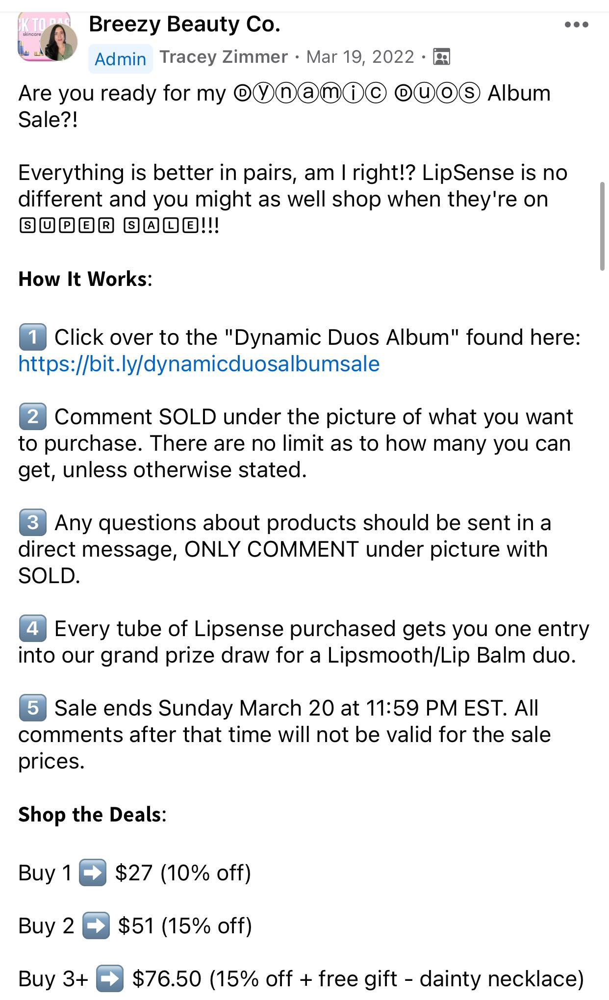 CK TO BAS
skincare
Breezy Beauty Co.
Admin Tracey Zimmer · Mar 19, 2022 ·
Are you ready for my Ⓓⓨⓝⓐⓜⓘⓒ Ⓓⓤⓞⓢ Album
Sale?!
Everything is better in pairs, am I right!? LipSense is no
different and you might as well shop when they're on
🅂🅄🄿🄴🅁 🅂🄰🄻🄴!!!
How It Works:
1️⃣ Click over to the "Dynamic Duos Album" found here:
https://bit.ly/dynamicduosalbumsale
2️⃣ Comment SOLD under the picture of what you want
to purchase. There are no limit as to how many you can
get, unless otherwise stated.
3️⃣ Any questions about products should be sent in a
direct message, ONLY COMMENT under picture with
SOLD.
4️⃣ Every tube of Lipsense purchased gets you one entry
into our grand prize draw for a Lipsmooth/Lip Balm duo.
5️⃣ Sale ends Sunday March 20 at 11:59 PM EST. All
comments after that time will not be valid for the sale
prices.
Shop the Deals:
Buy 1 ➡️ $27 (10% off)
Buy 2 ➡️ $51 (15% off)
Buy 3+ ➡️ $76.50 (15% off + free gift - dainty necklace)